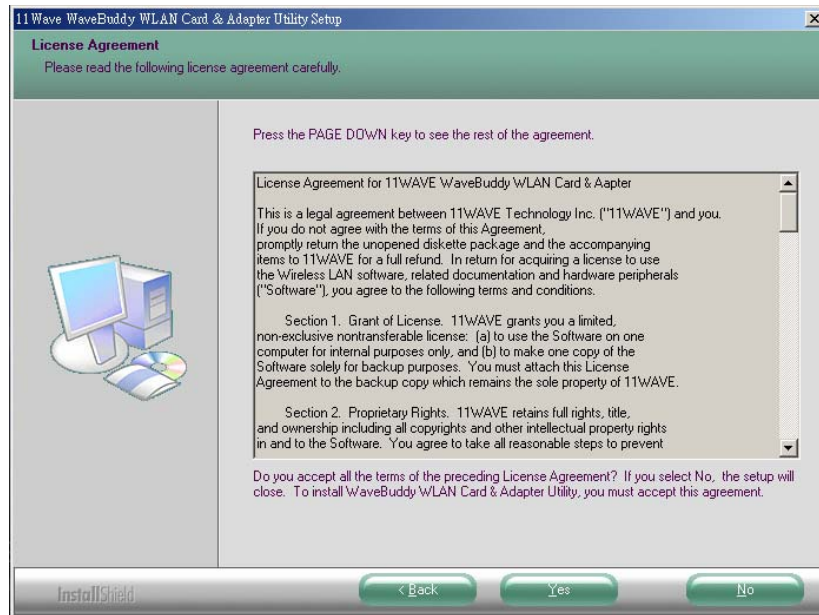 11Wave WaveBuddy WLAN Card & Adapter Utility Setup
License Agreement
Please read the following license agreement carefully.
Press the PAGE DOWN key to see the rest of the agreement.
License Agreement for 11WAVE WaveBuddy WLAN Card & Aapter
This is a legal agreement between 11WAVE Technology Inc. ("11WAVE") and you.
If you do not agree with the terms of this Agreement,
promptly return the unopened diskette package and the accompanying
items to 11WAVE for a full refund. In return for acquiring a license to use
the Wireless LAN software, related documentation and hardware peripherals
("Software"), you agree to the following terms and conditions.
Section 1. Grant of License. 11WAVE grants you a limited,
non-exclusive nontransferable license: (a) to use the Software on one
computer for internal purposes only, and (b) to make one copy of the
Software solely for backup purposes. You must attach this License
Agreement to the backup copy which remains the sole property of 11WAVE.
Section 2. Proprietary Rights. 11WAVE retains full rights, title,
and ownership including all copyrights and other intellectual property rights
in and to the Software. You agree to take all reasonable steps to prevent
Do you accept all the terms of the preceding License Agreement? If you select No, the setup will
close. To install WaveBuddy WLAN Card & Adapter Utility, you must accept this agreement.
InstallShield
< Back
Yes
No